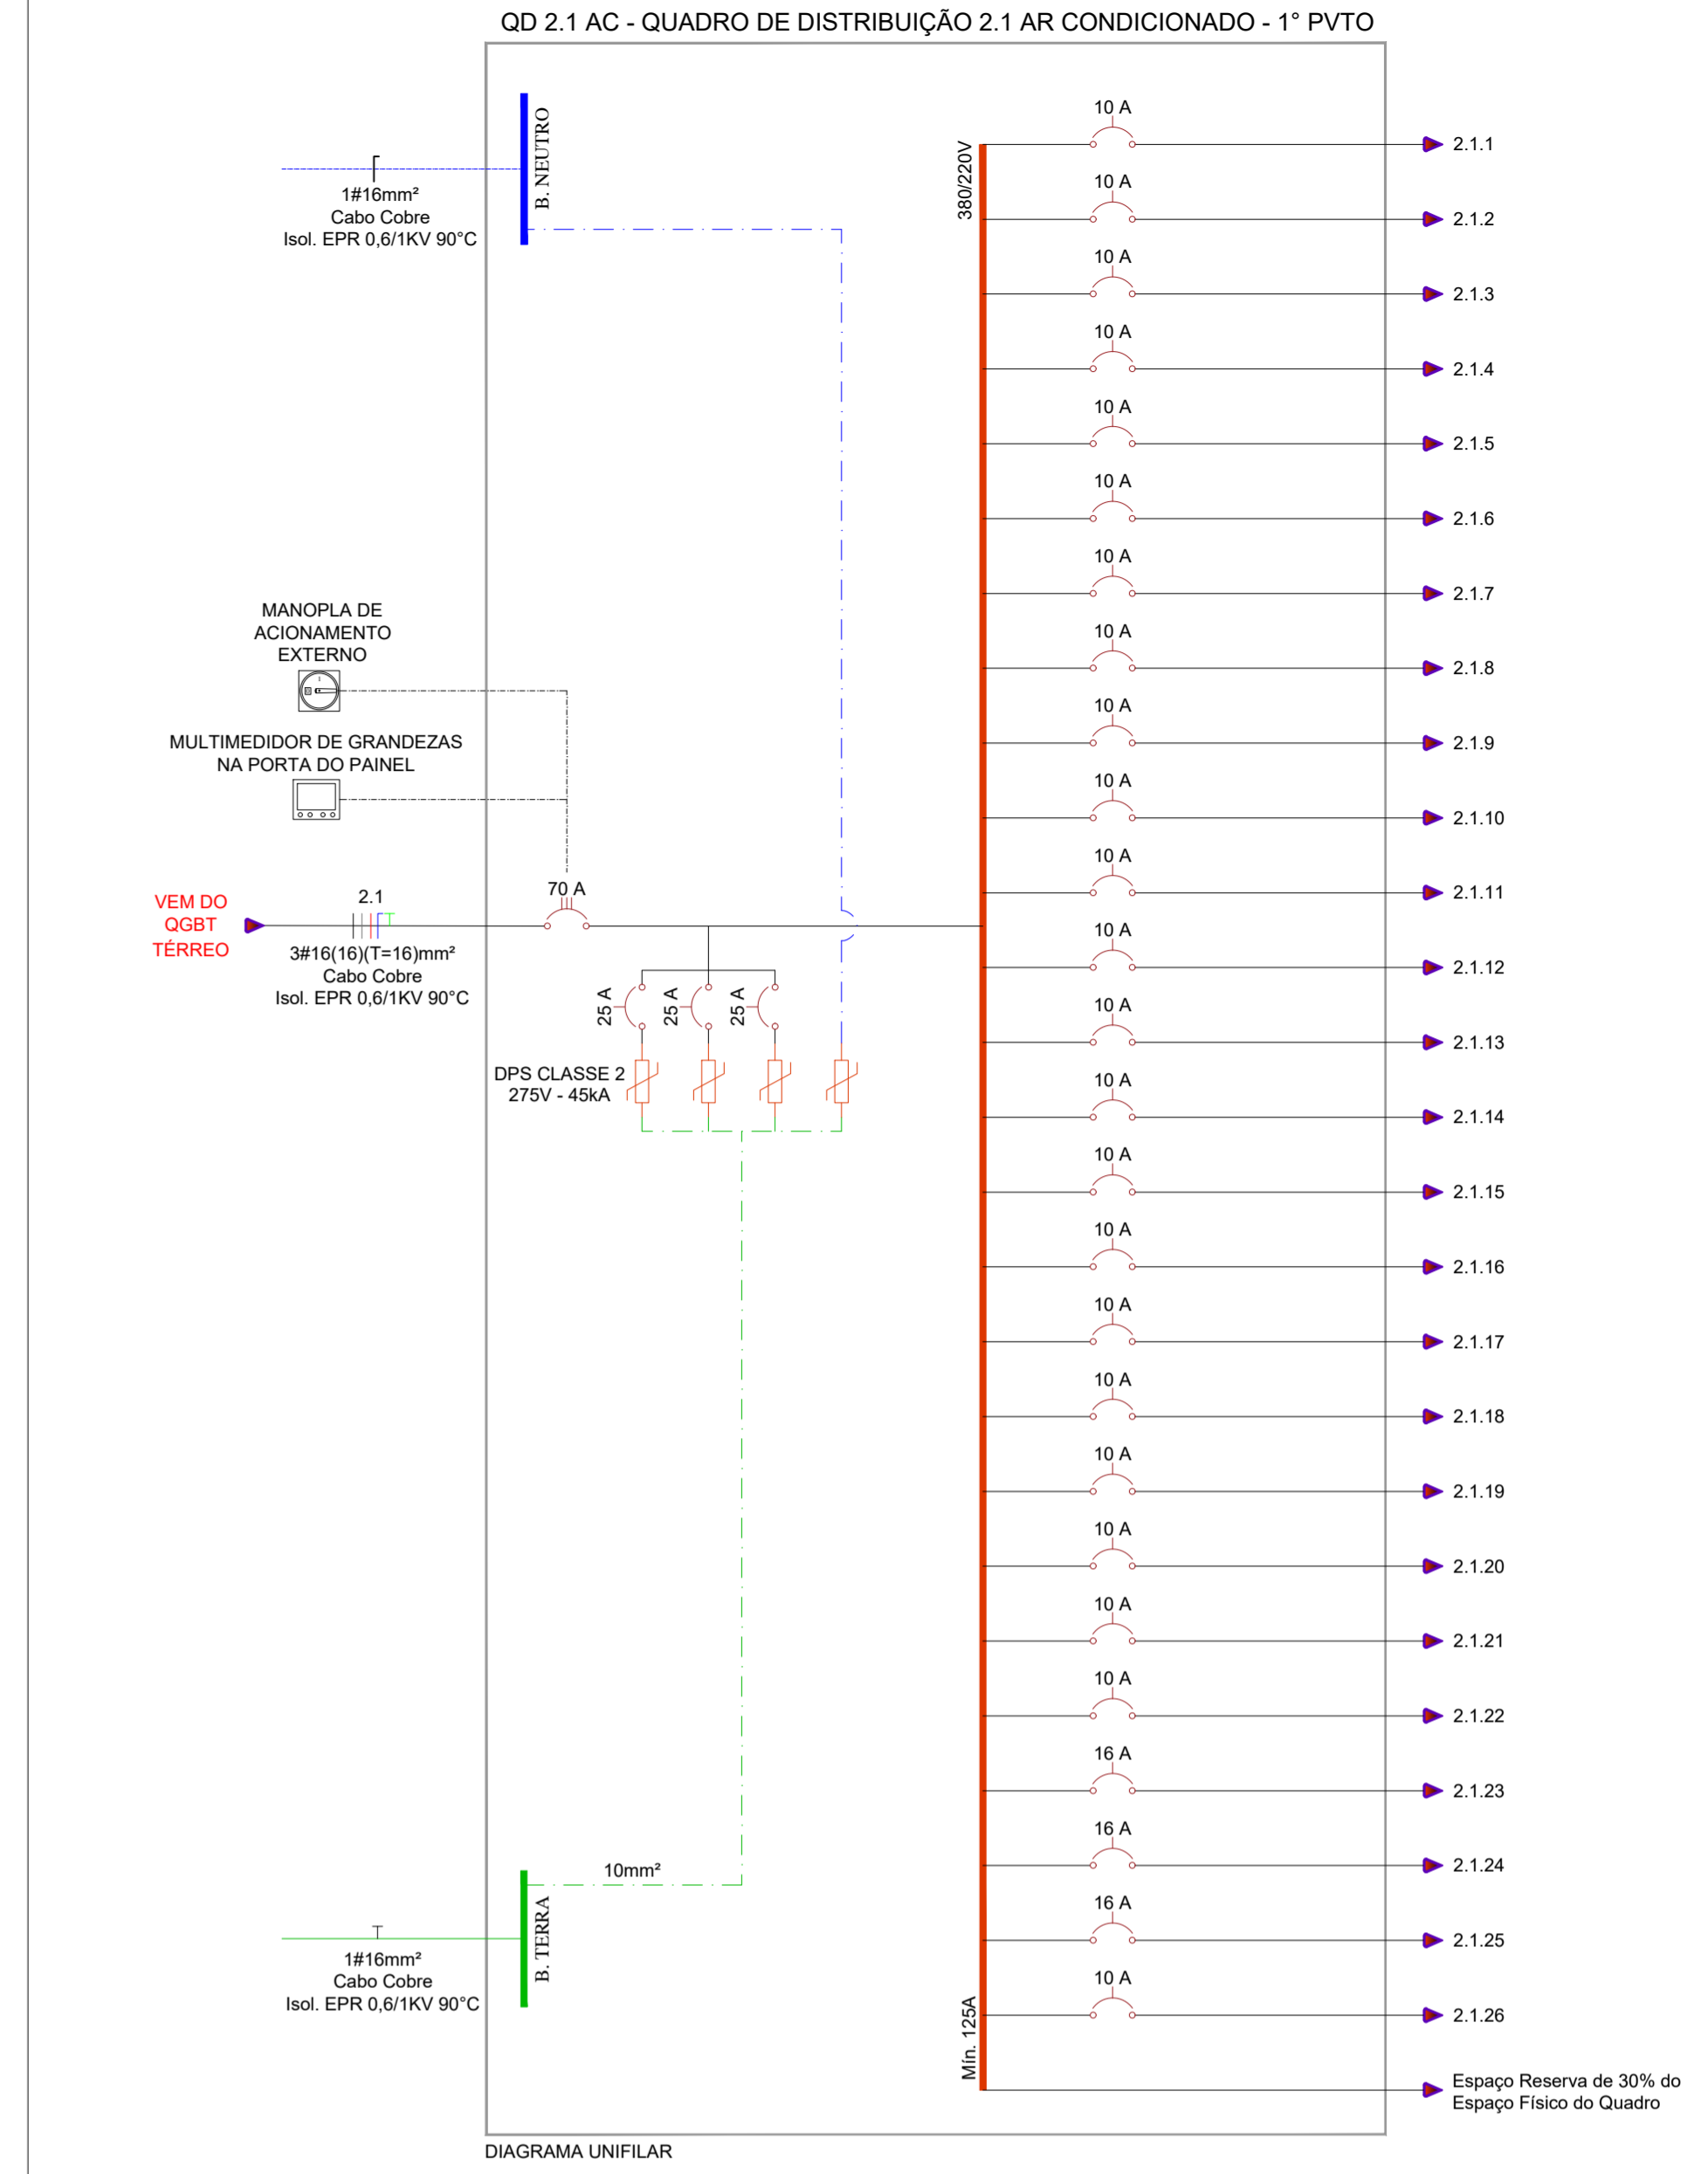 QD 2.1 AC - QUADRO DE DISTRIBUIÇÃO 2.1 AR CONDICIONADO - 1° PVTO
B. NEUTRO
1#16mm²
Cabo Cobre
Isol. EPR 0,6/1KV 90°C
MANOPLA DE
ACIONAMENTO
EXTERNO
MULTIMEDIDOR DE GRANDEZAS
NA PORTA DO PAINEL
VEM DO
QGBT
TÉRREO
2.1
3#16(16)(T=16)mm²
Cabo Cobre
Isol. EPR 0,6/1KV 90°C
70 A
25 A
25 A
25 A
DPS CLASSE 2
275V - 45kA
10mm²
B. TERRA
1#16mm²
Cabo Cobre
Isol. EPR 0,6/1KV 90°C
380/220V
10 A
2.1.1
10 A
2.1.2
10 A
2.1.3
10 A
2.1.4
10 A
2.1.5
10 A
2.1.6
10 A
2.1.7
10 A
2.1.8
10 A
2.1.9
10 A
2.1.10
10 A
2.1.11
10 A
2.1.12
10 A
2.1.13
10 A
2.1.14
10 A
2.1.15
10 A
2.1.16
10 A
2.1.17
10 A
2.1.18
10 A
2.1.19
10 A
2.1.20
10 A
2.1.21
10 A
2.1.22
16 A
2.1.23
16 A
2.1.24
16 A
2.1.25
10 A
2.1.26
Mín. 125A
Espaço Reserva de 30% do
Espaço Físico do Quadro
DIAGRAMA UNIFILAR